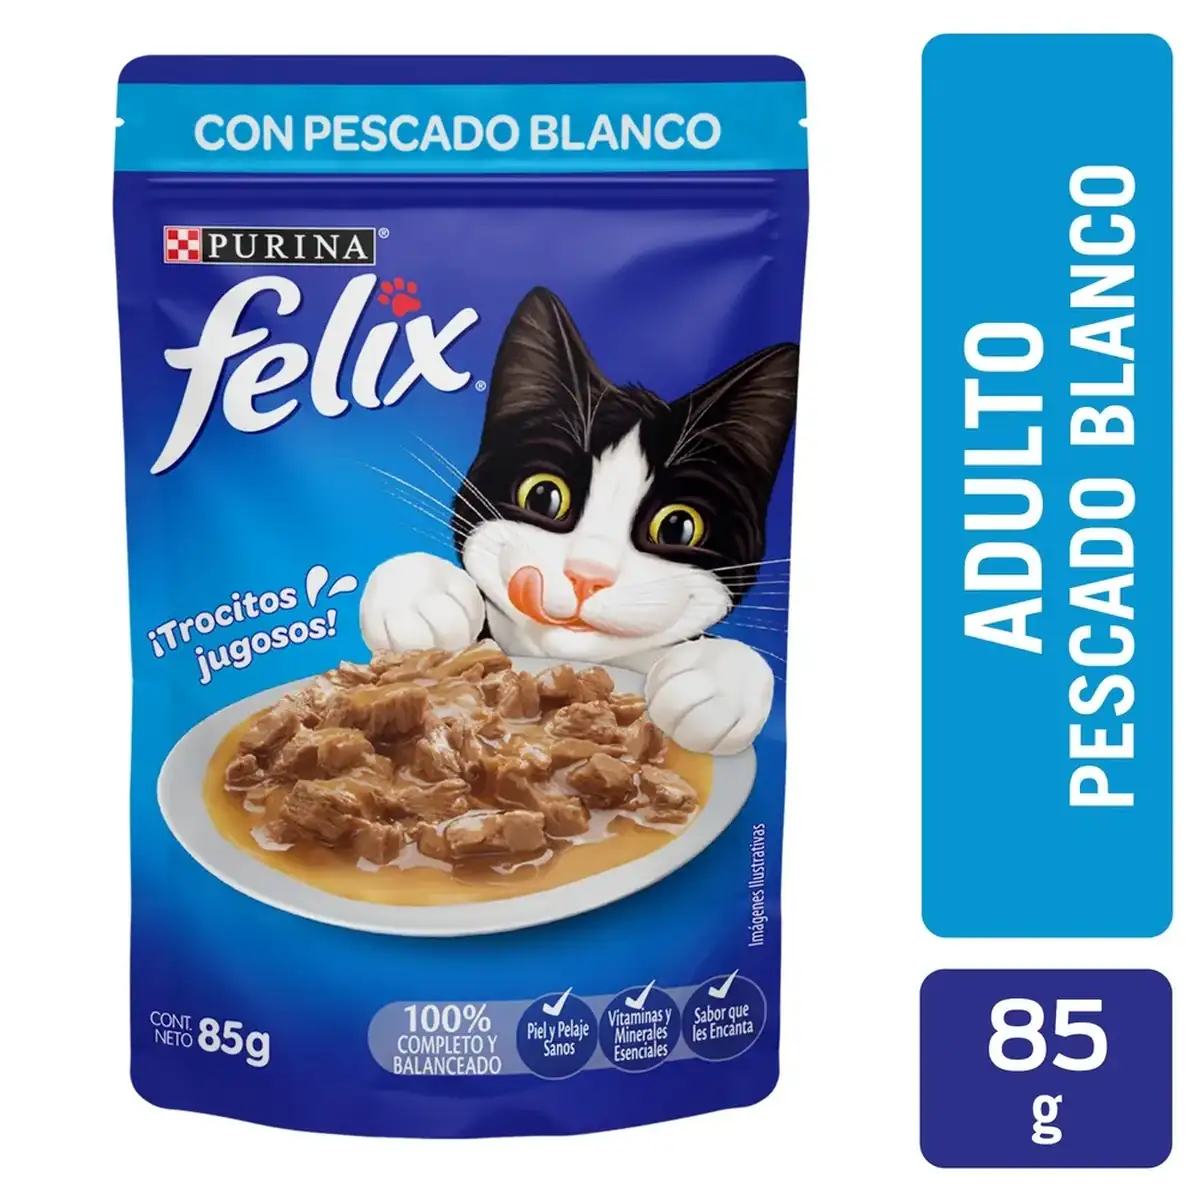 CON PESCADO BLANCO
PURINA®
felix®
¡Trocitos
jugosos!
Imágenes Ilustrativas
CONT.
NETO 85g
100%
COMPLETO Y
BALANCEADO
Piel y Pelaje
Sanos
Vitaminas y
Minerales
Esenciales
Sabor que
les Encanta
ADULTO
PESCADO BLANCO
85
g